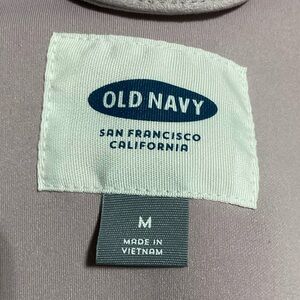 OLD NAVY
SAN FRANCISCO
CALIFORNIA
M
MADE IN
VIETNAM